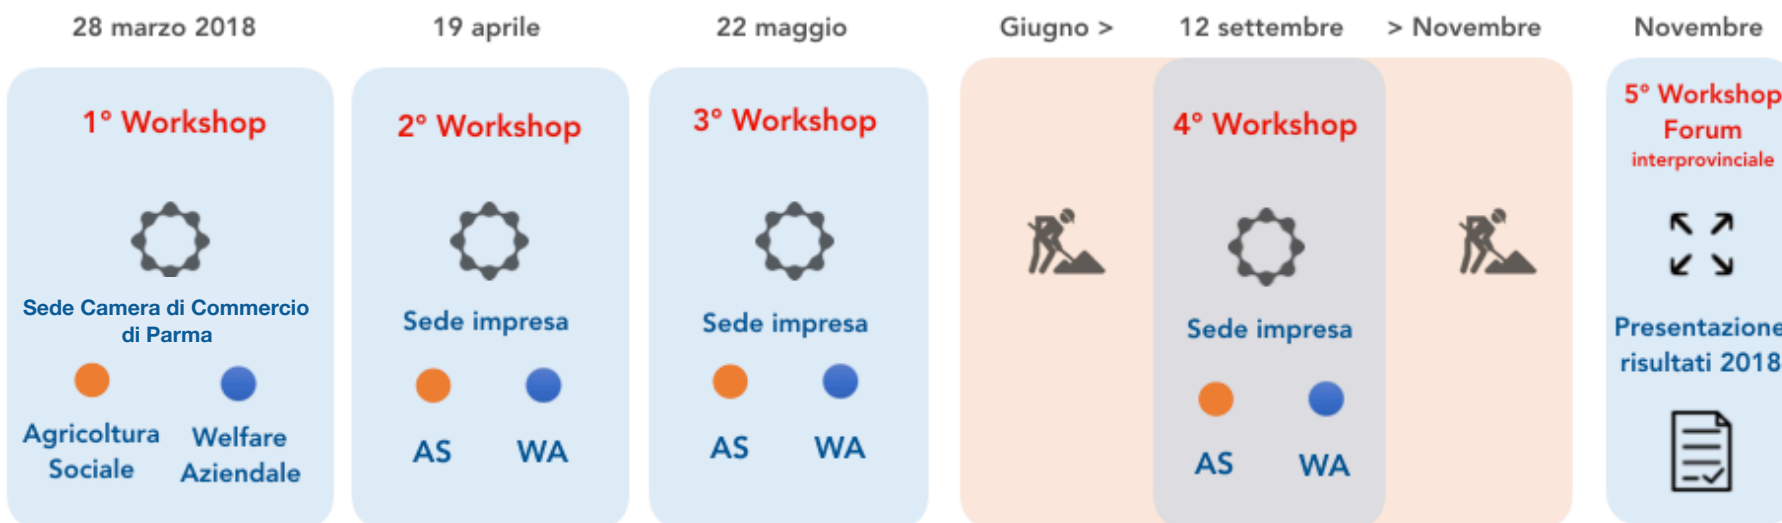 28 marzo 2018
19 aprile
22 maggio
Giugno >
12 settembre
> Novembre
Novembre
1° Workshop
2° Workshop
3° Workshop
4° Workshop
5° Workshop
Forum
interprovinciale
Sede Camera di Commercio
di Parma
Sede impresa
Sede impresa
Sede impresa
Presentazione
risultati 2018
Agricoltura
Sociale
Welfare
Aziendale
AS
WA
AS
WA
AS
WA